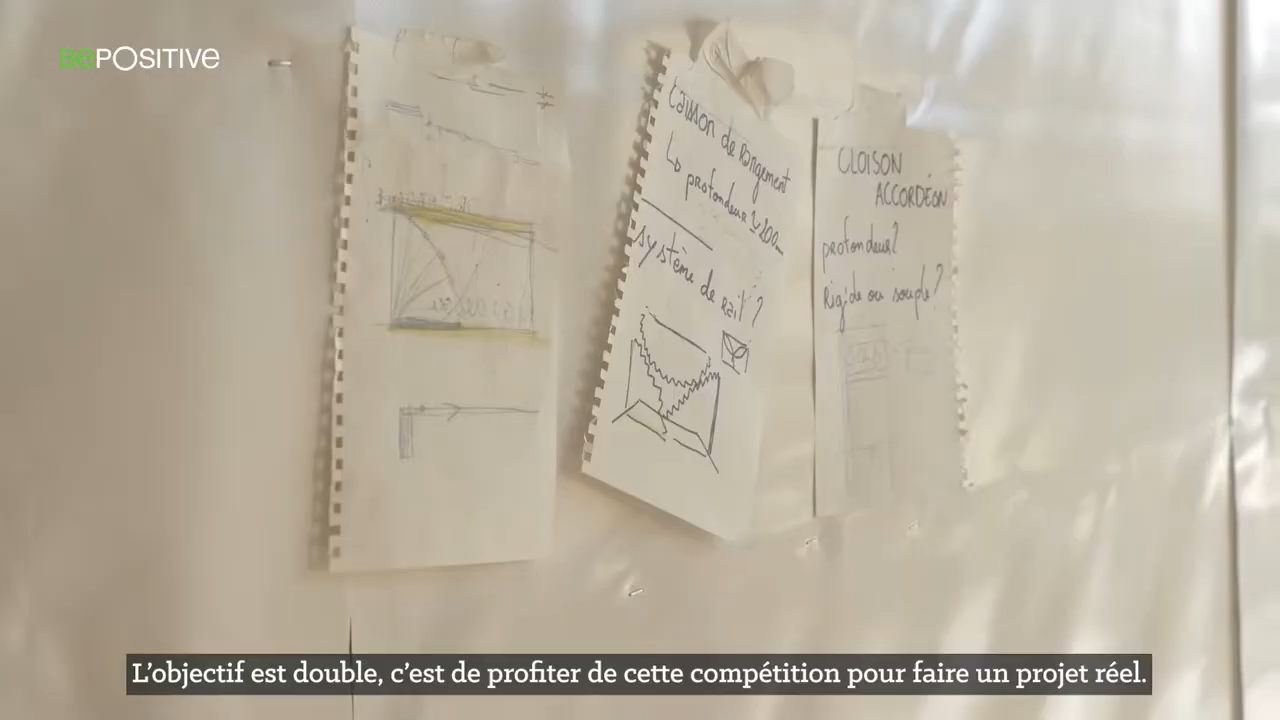 BePOSITIVE
Caisson de Rangement
↳ profondeur
système de rail ?
CLOISON
ACCORDÉON
profondeur?
Rigide ou souple?
L'objectif est double, c'est de profiter de cette compétition pour faire un projet réel.